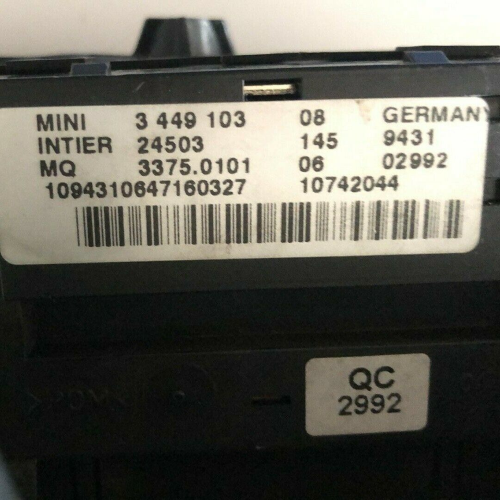 MINI 3 449 103 08 GERMANY
INTIER 24503 145 9431
MQ 3375.0101 06 02992
1094310647160327 10742044
QC
2992